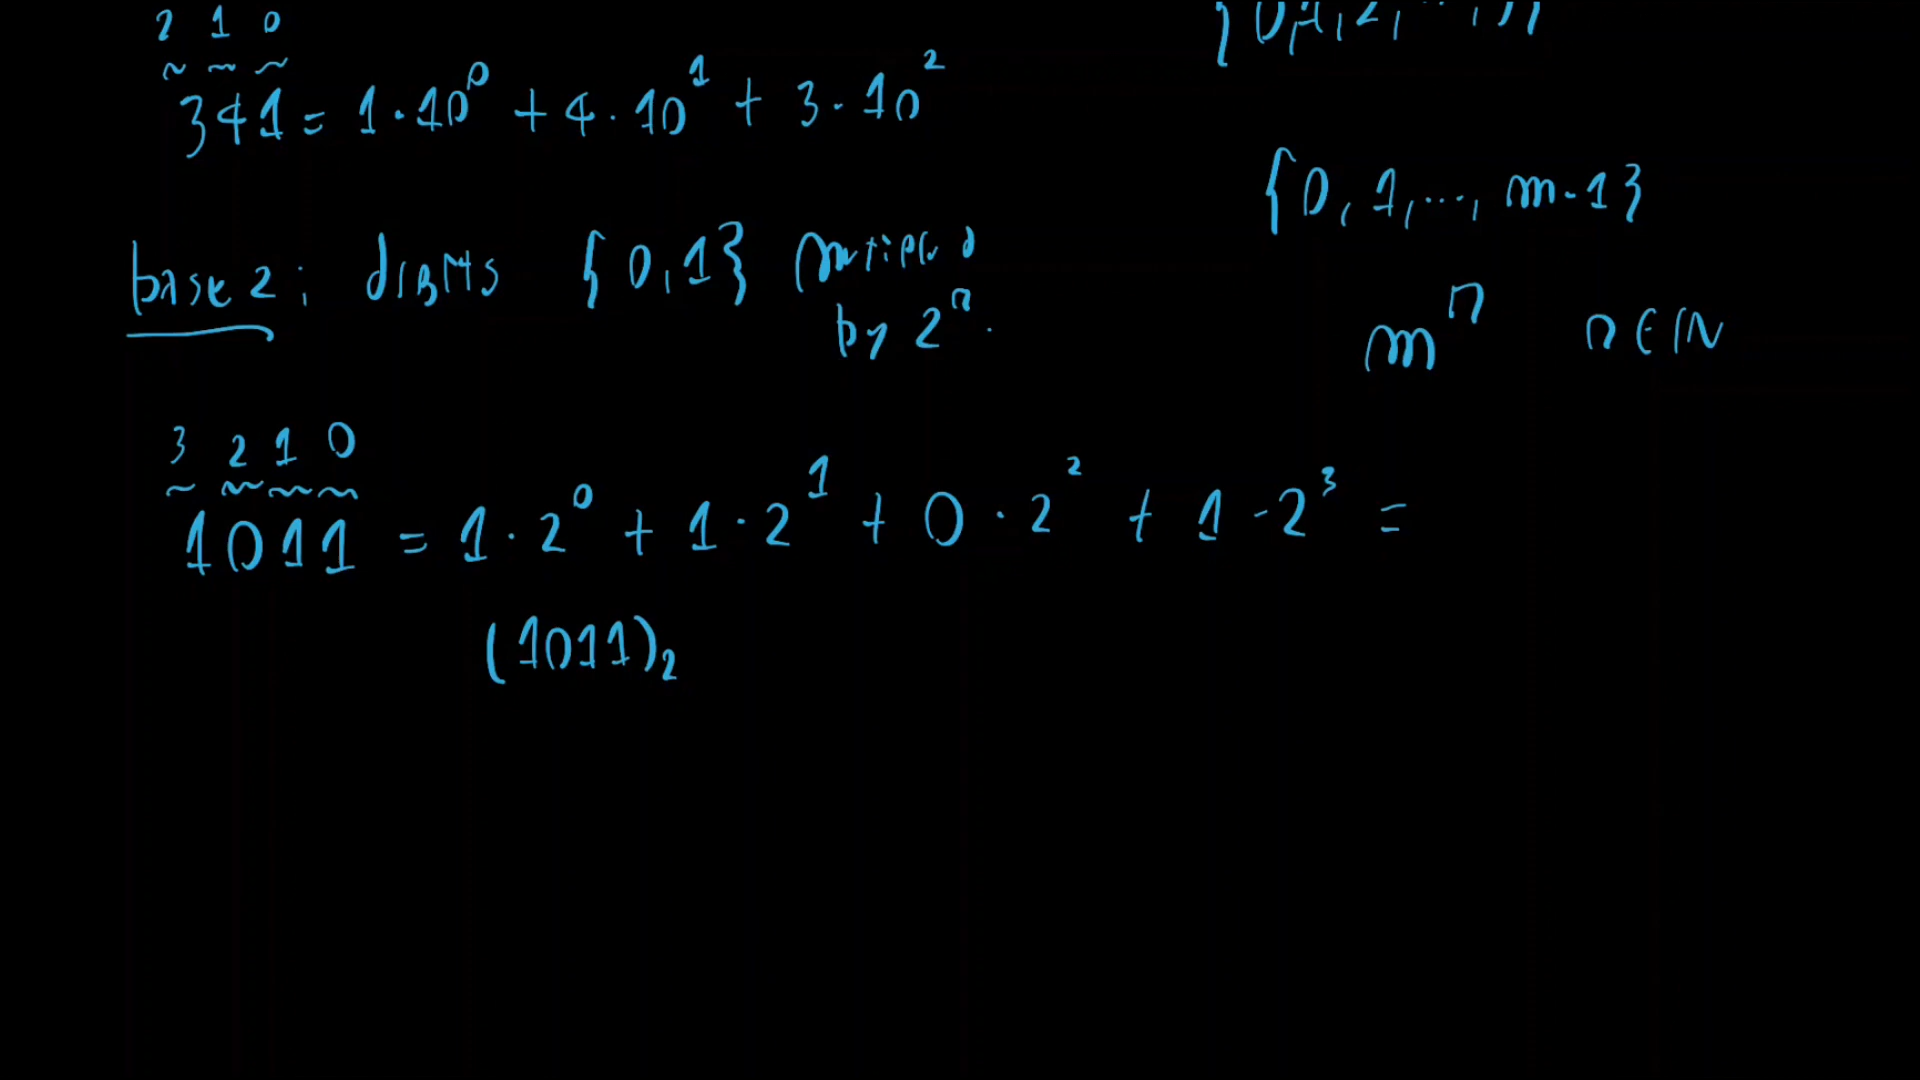 2 1 0
341 = 1·10⁰ + 4·10¹ + 3·10²
{0, 1, ..., m-1}
base 2: digits {0,1}
by 2ⁿ.
mⁿ n ∈ ℕ
3 2 1 0
1011 = 1·2⁰ + 1·2¹ + 0·2² + 1·2³ =
(1011)₂